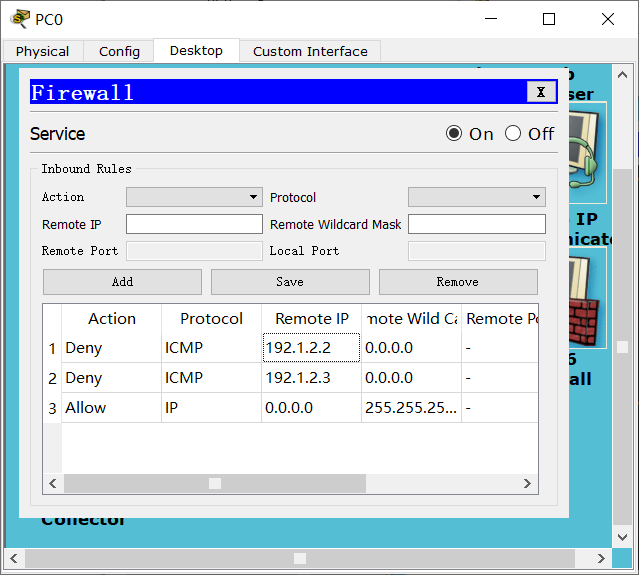 PC0
Physical Config Desktop Custom Interface
Firewall X
Service On Off
Inbound Rules
Action Protocol
Remote IP Remote Wildcard Mask
Remote Port Local Port
Add Save Remove
Action Protocol Remote IP mote Wild Ca Remote Po
1 Deny ICMP 192.1.2.2 0.0.0.0 -
2 Deny ICMP 192.1.2.3 0.0.0.0 -
3 Allow IP 0.0.0.0 255.255.25... -
ser
IP
nicate
6
all
Collector